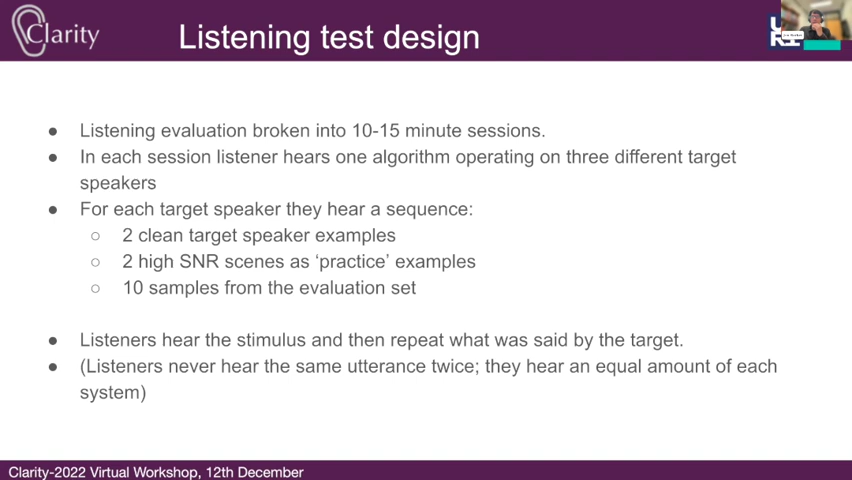 Clarity
Listening test design
● Listening evaluation broken into 10-15 minute sessions.
● In each session listener hears one algorithm operating on three different target
speakers
● For each target speaker they hear a sequence:
○ 2 clean target speaker examples
○ 2 high SNR scenes as ‘practice’ examples
○ 10 samples from the evaluation set
● Listeners hear the stimulus and then repeat what was said by the target.
● (Listeners never hear the same utterance twice; they hear an equal amount of each
system)
Clarity-2022 Virtual Workshop, 12th December